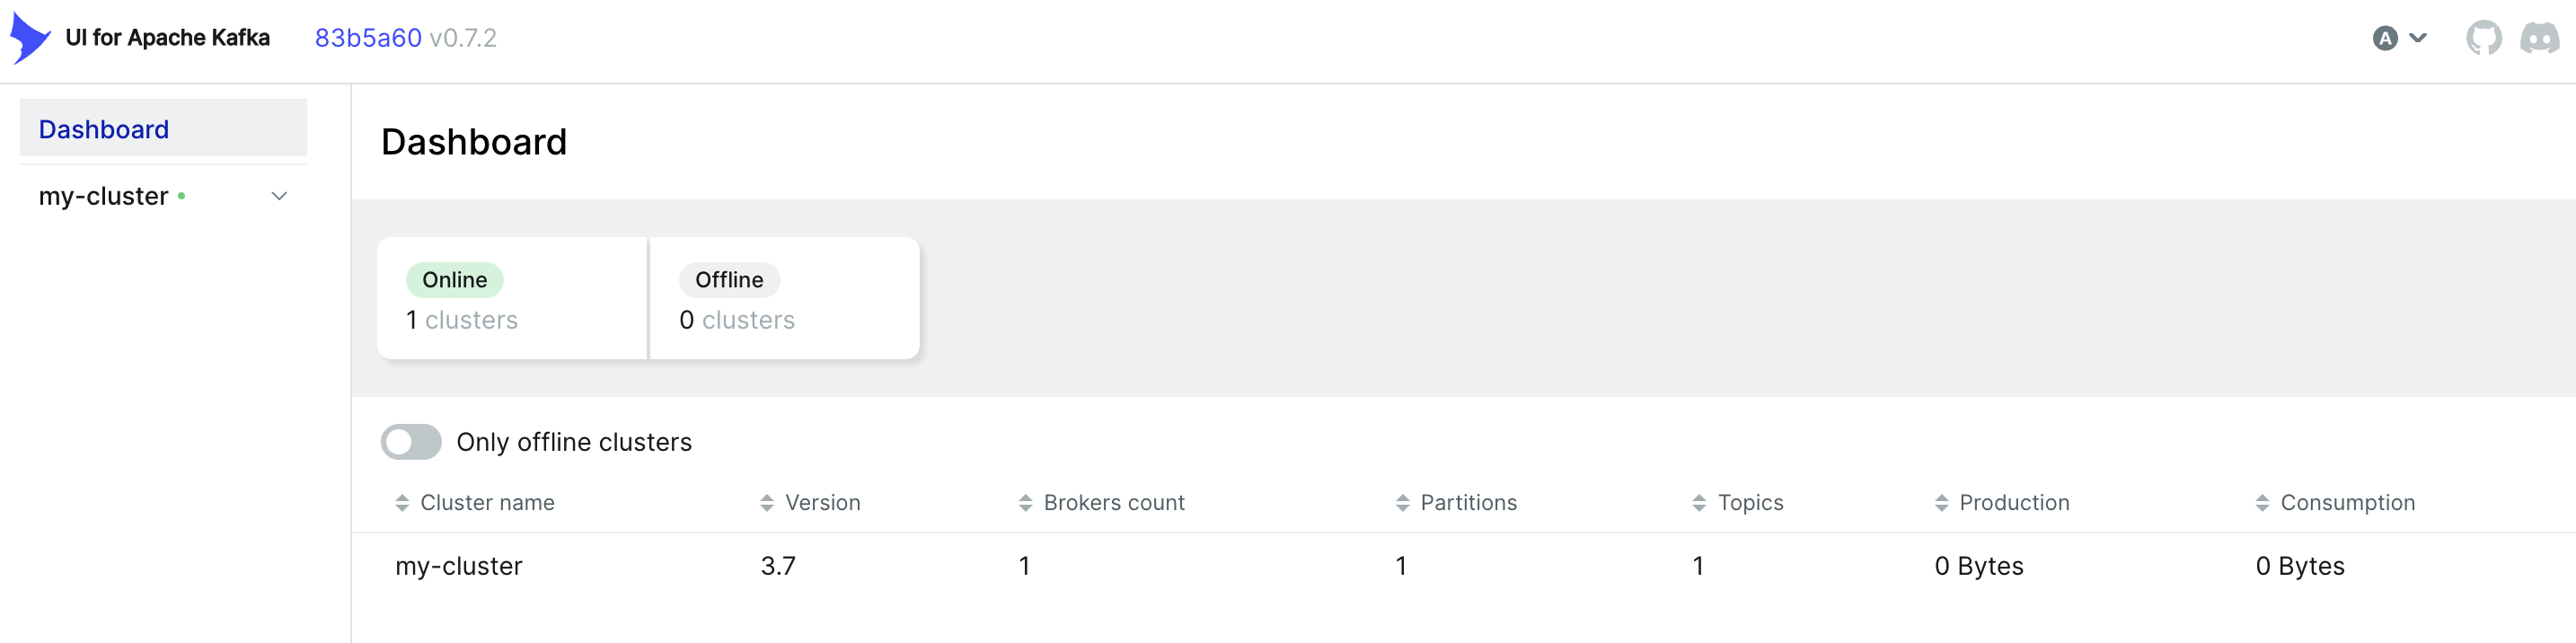 UI for Apache Kafka 83b5a60 v0.7.2 A
Dashboard
my-cluster
Dashboard
Online Offline
1 clusters 0 clusters
Only offline clusters
Cluster name Version Brokers count Partitions Topics Production Consumption
my-cluster 3.7 1 1 1 0 Bytes 0 Bytes